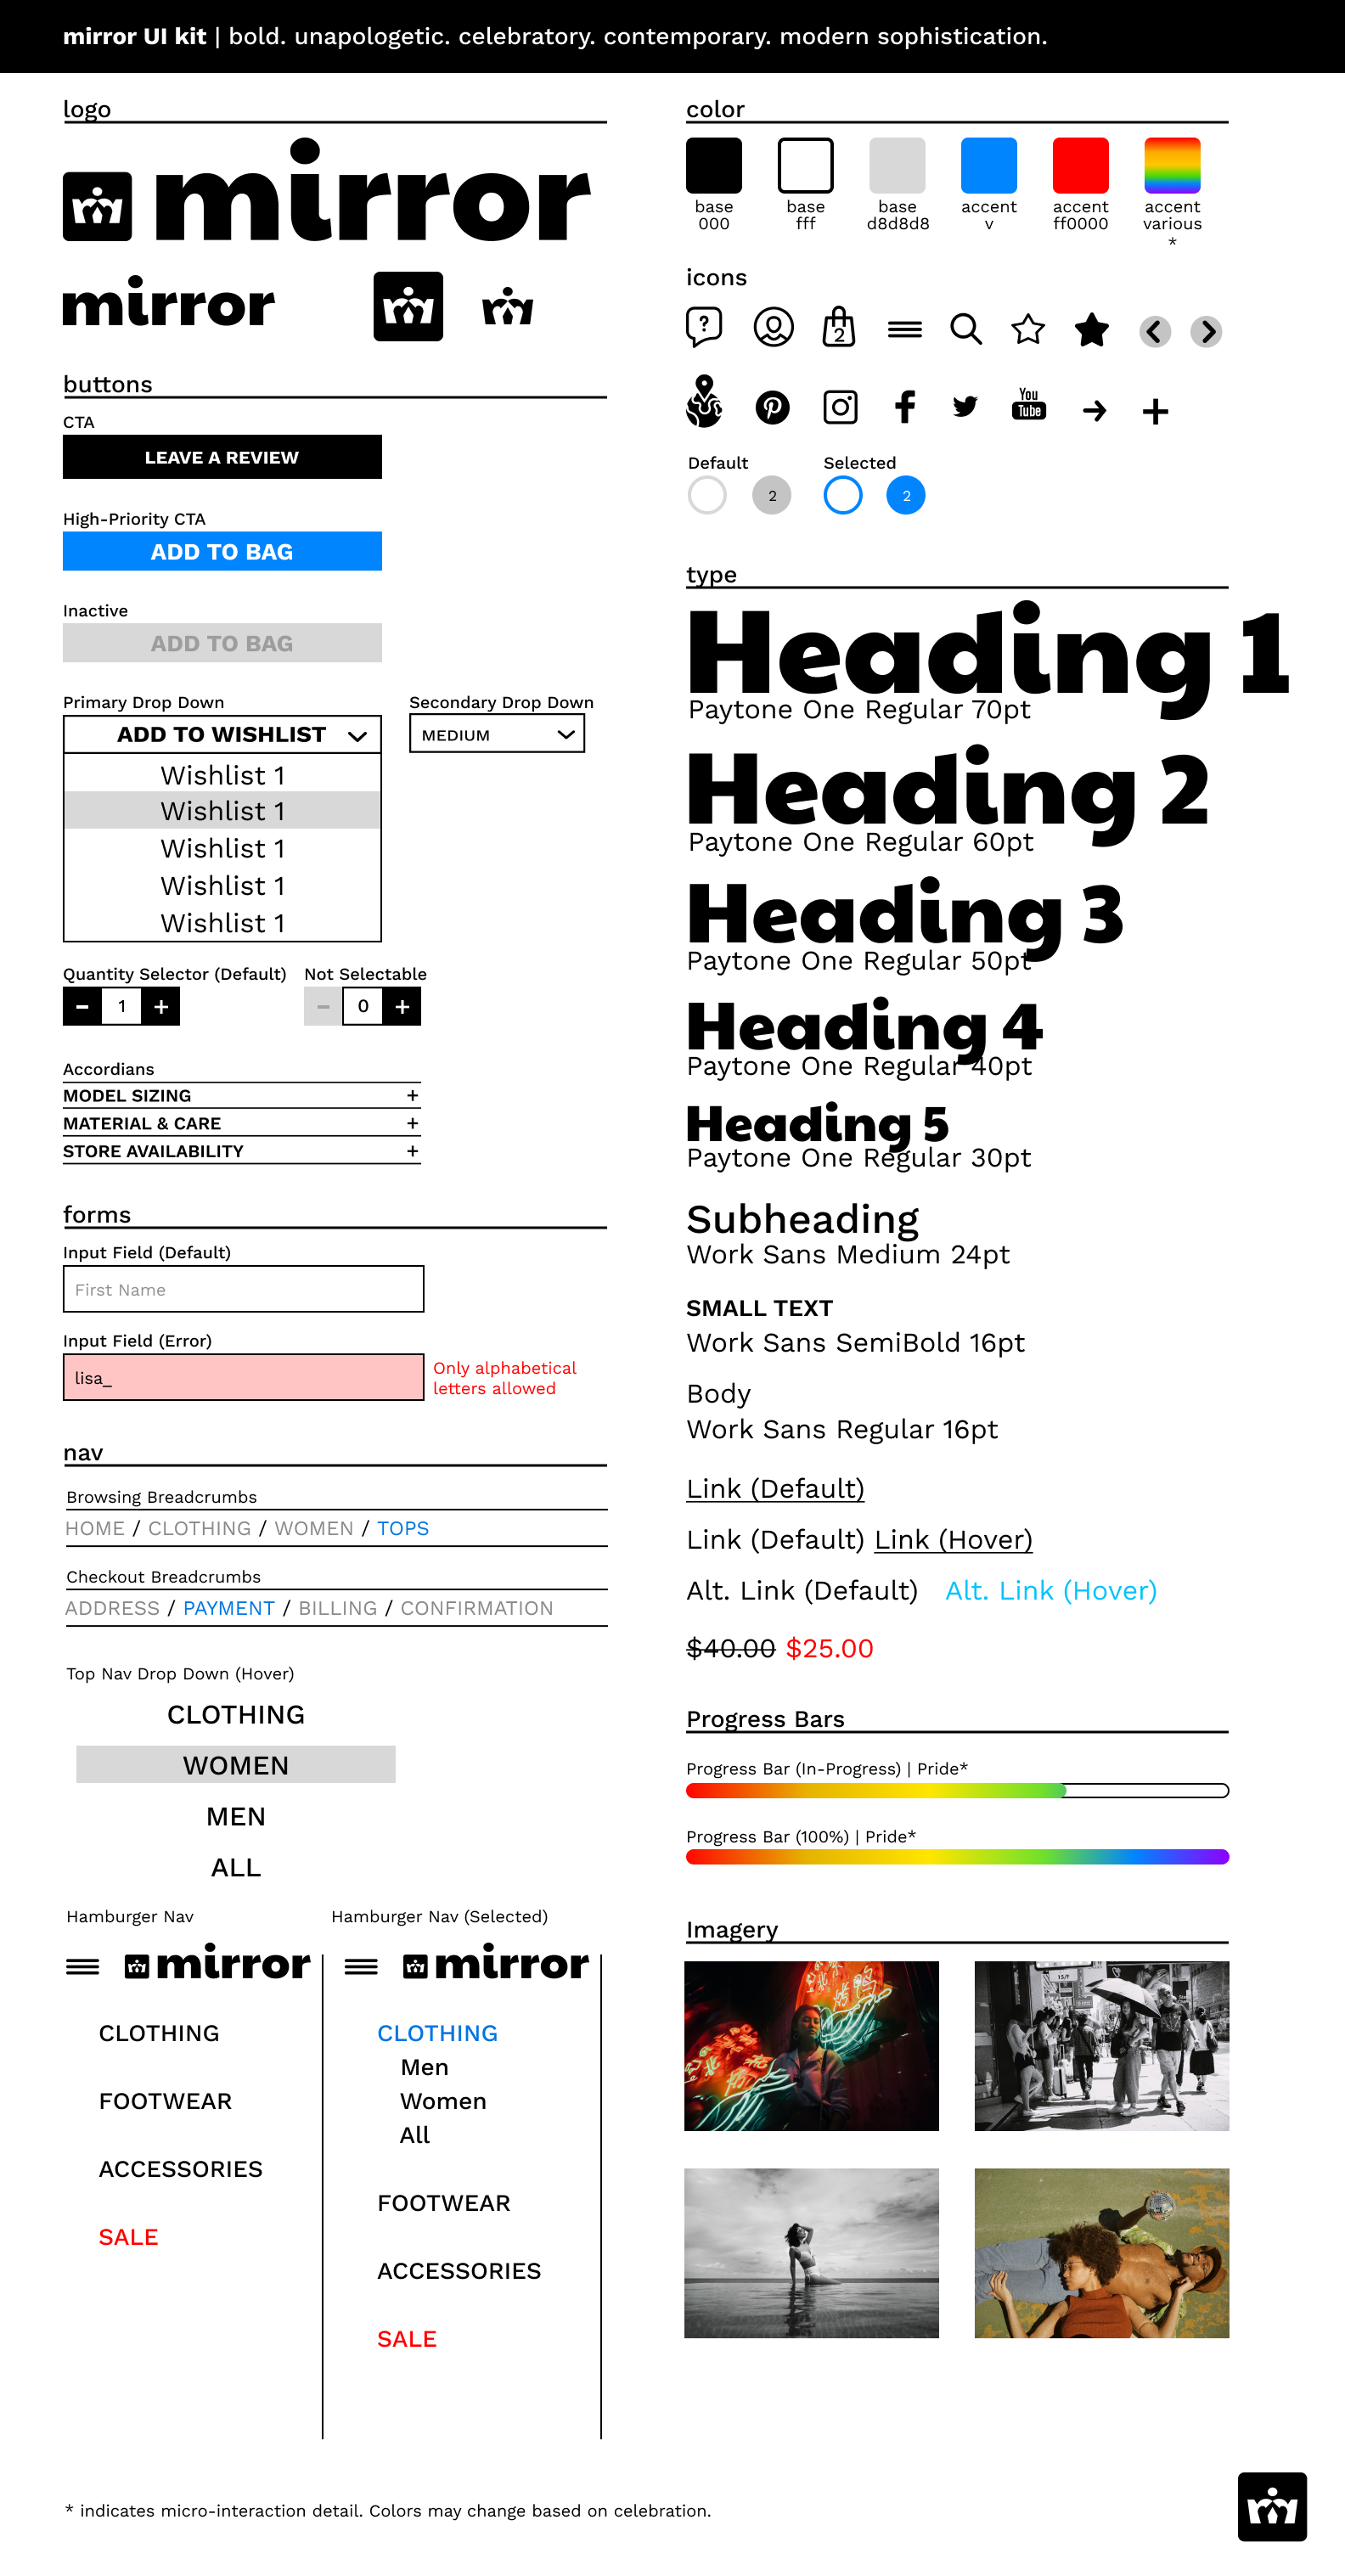 mirror UI kit | bold. unapologetic. celebratory. contemporary. modern sophistication.
logo
mirror
mirror
buttons
CTA
LEAVE A REVIEW
High-Priority CTA
ADD TO BAG
Inactive
ADD TO BAG
Primary Drop Down
ADD TO WISHLIST
Wishlist 1
Wishlist 1
Wishlist 1
Wishlist 1
Wishlist 1
Secondary Drop Down
MEDIUM
Quantity Selector (Default)
- 1 +
Not Selectable
- 0 +
Accordians
MODEL SIZING +
MATERIAL & CARE +
STORE AVAILABILITY +
forms
Input Field (Default)
First Name
Input Field (Error)
lisa_
Only alphabetical
letters allowed
nav
Browsing Breadcrumbs
HOME / CLOTHING / WOMEN / TOPS
Checkout Breadcrumbs
ADDRESS / PAYMENT / BILLING / CONFIRMATION
Top Nav Drop Down (Hover)
CLOTHING
WOMEN
MEN
ALL
Hamburger Nav
mirror
CLOTHING
FOOTWEAR
ACCESSORIES
SALE
Hamburger Nav (Selected)
mirror
CLOTHING
Men
Women
All
FOOTWEAR
ACCESSORIES
SALE
color
base
000
base
fff
base
d8d8d8
accent
v
accent
ff0000
accent
various
*
icons
?
2
You
Tube
Default
2
Selected
2
type
Heading 1
Paytone One Regular 70pt
Heading 2
Paytone One Regular 60pt
Heading 3
Paytone One Regular 50pt
Heading 4
Paytone One Regular 40pt
Heading 5
Paytone One Regular 30pt
Subheading
Work Sans Medium 24pt
SMALL TEXT
Work Sans SemiBold 16pt
Body
Work Sans Regular 16pt
Link (Default)
Link (Default) Link (Hover)
Alt. Link (Default) Alt. Link (Hover)
$40.00 $25.00
Progress Bars
Progress Bar (In-Progress) | Pride*
Progress Bar (100%) | Pride*
Imagery
* indicates micro-interaction detail. Colors may change based on celebration.